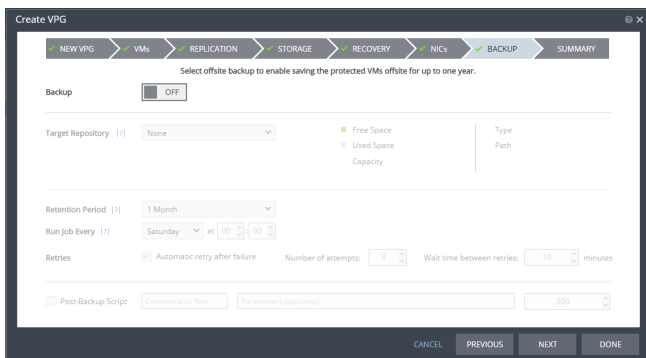 Create VPG
NEW VPG VMs REPLICATION STORAGE RECOVERY NICs BACKUP SUMMARY
Select offsite backup to enable saving the protected VMs offsite for up to one year.
Backup OFF
Target Repository [?] None Free Space Type
Used Space Path
Capacity
Retention Period [?] 1 Month
Run Job Every [?] Saturday at 00 : 00
Retries Automatic retry after failure Number of attempts: 3 Wait time between retries: 10 minutes
Post-Backup Script Command to Run Parameters (optional) 300
CANCEL PREVIOUS NEXT DONE